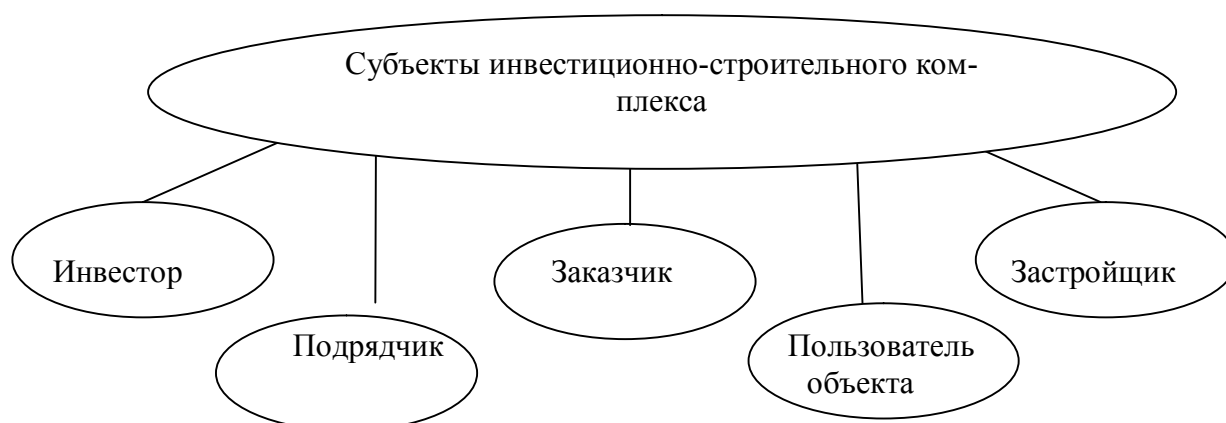 Субъекты инвестиционно-строительного ком-
плекса
Инвестор
Заказчик
Застройщик
Подрядчик
Пользователь
объекта